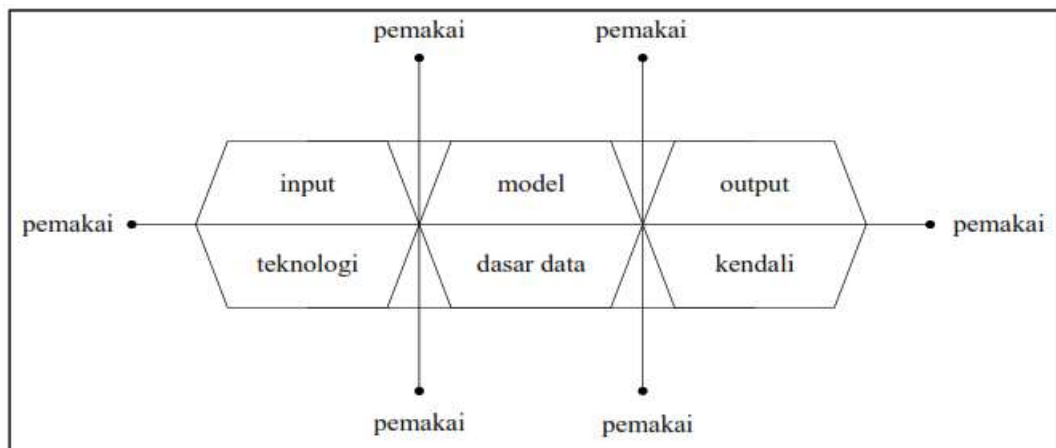 pemakai pemakai
input model output
pemakai pemakai
teknologi dasar data kendali
pemakai pemakai